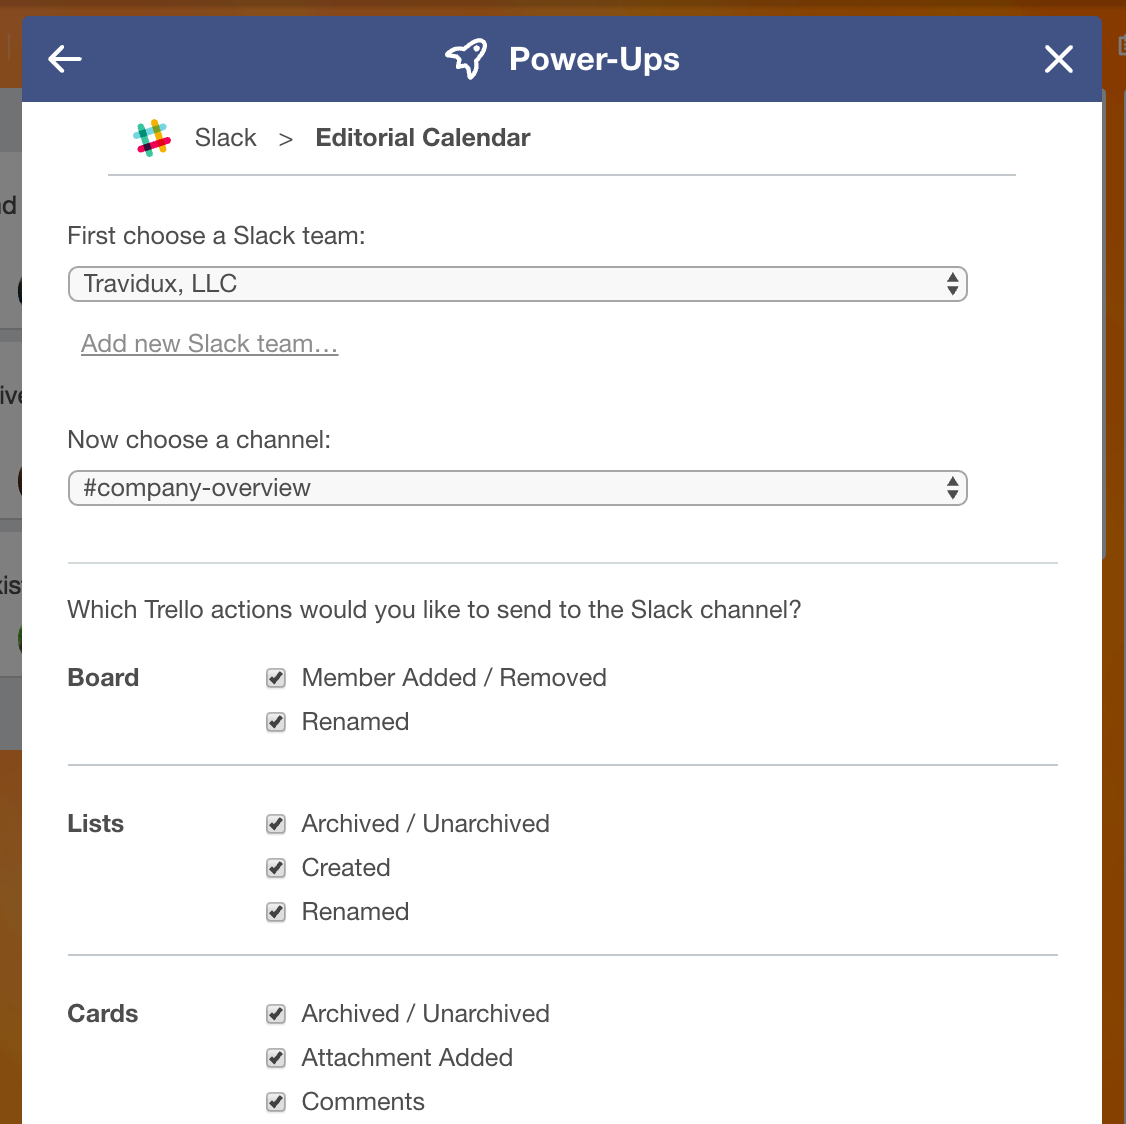 Power-Ups
Slack > Editorial Calendar
First choose a Slack team:
Travidux, LLC
Add new Slack team…
Now choose a channel:
#company-overview
Which Trello actions would you like to send to the Slack channel?
Board
Member Added / Removed
Renamed
Lists
Archived / Unarchived
Created
Renamed
Cards
Archived / Unarchived
Attachment Added
Comments